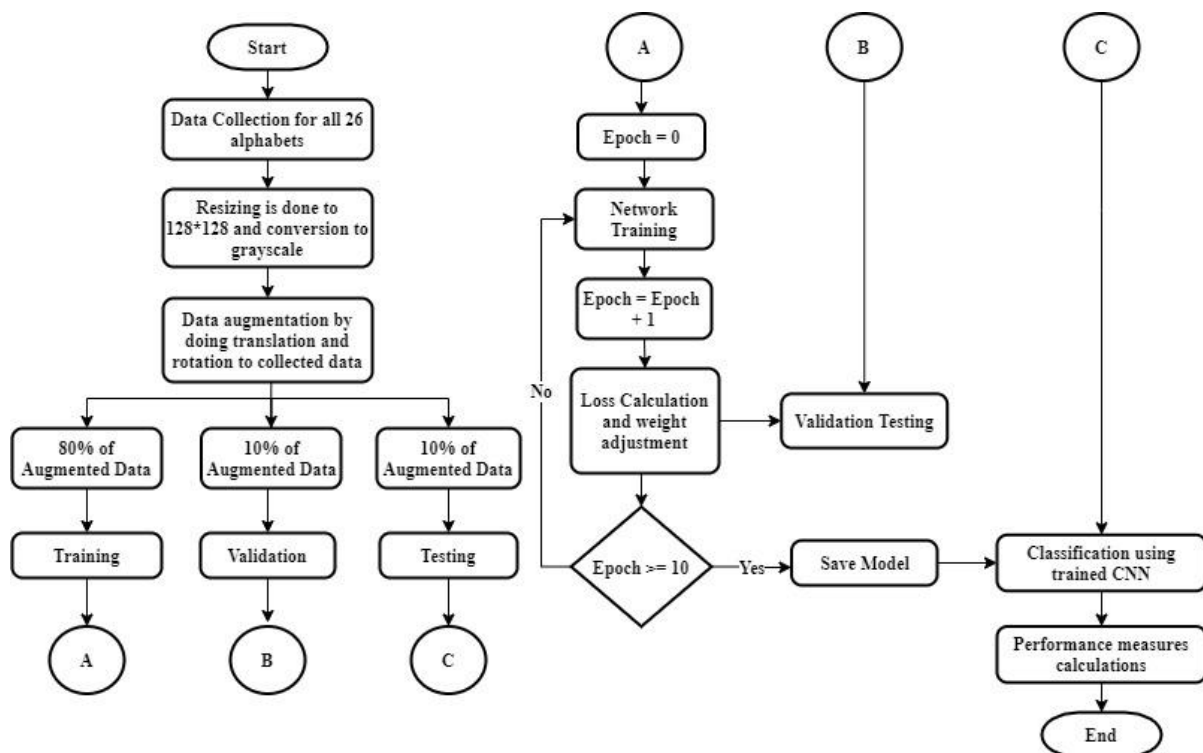 Start
Data Collection for all 26
alphabets
Resizing is done to
128*128 and conversion to
grayscale
Data augmentation by
doing translation and
rotation to collected data
80% of
Augmented Data
10% of
Augmented Data
10% of
Augmented Data
Training
Validation
Testing
A
B
C
A
Epoch = 0
Network
Training
Epoch = Epoch
+ 1
Loss Calculation
and weight
adjustment
No
Epoch >= 10
Yes
Save Model
B
Validation Testing
C
Classification using
trained CNN
Performance measures
calculations
End